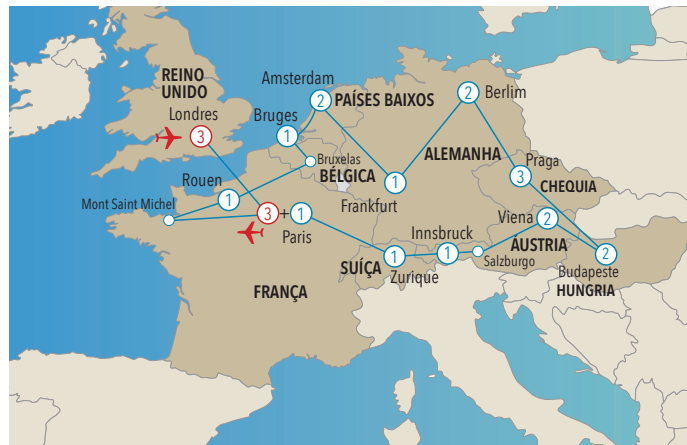 REINO
UNIDO
Londres
3
Amsterdam
2
PAÍSES BAIXOS
2
Berlim
Bruges
1
Bruxelas
BÉLGICA
ALEMANHA
Praga
3
CHEQUIA
Rouen
1
1
Frankfurt
Mont Saint Michel
3
+
1
Paris
Viena
2
Innsbruck
1
ÁUSTRIA
Salzburgo
SUÍÇA
1
Zurique
2
Budapeste
HUNGRIA
FRANÇA